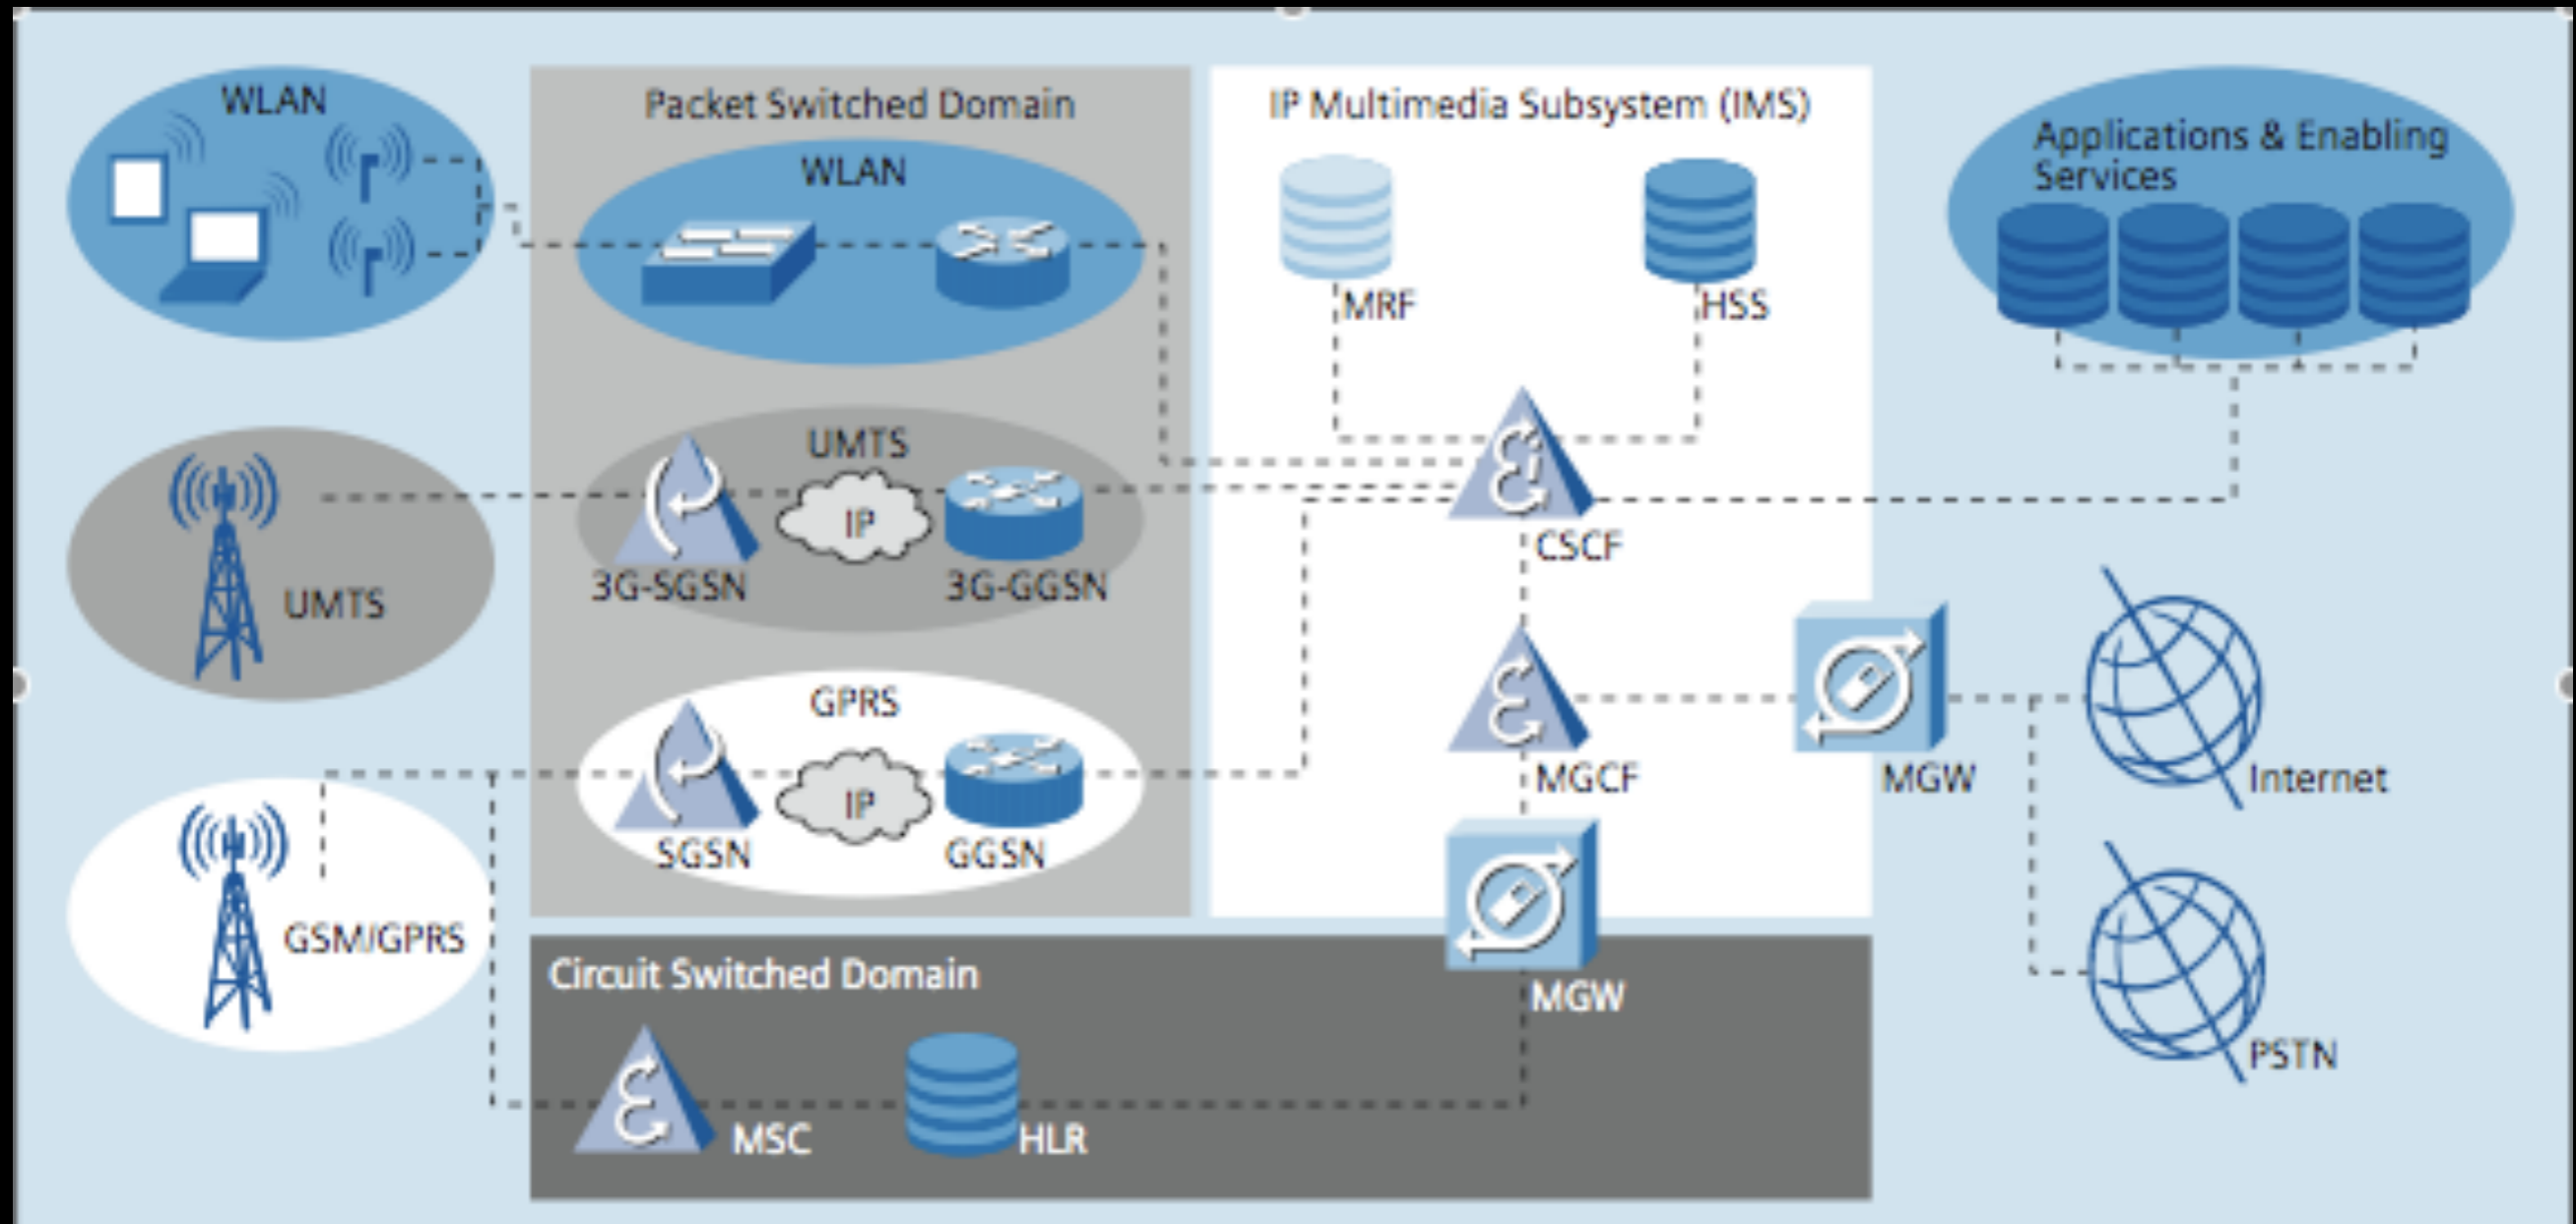 WLAN
Packet Switched Domain
WLAN
IP Multimedia Subsystem (IMS)
MRF
HSS
Applications & Enabling
Services
UMTS
UMTS
IP
3G-SGSN
3G-GGSN
CSCF
GPRS
IP
SGSN
GGSN
MGCF
MGW
Internet
GSM/GPRS
Circuit Switched Domain
MGW
MSC
HLR
PSTN